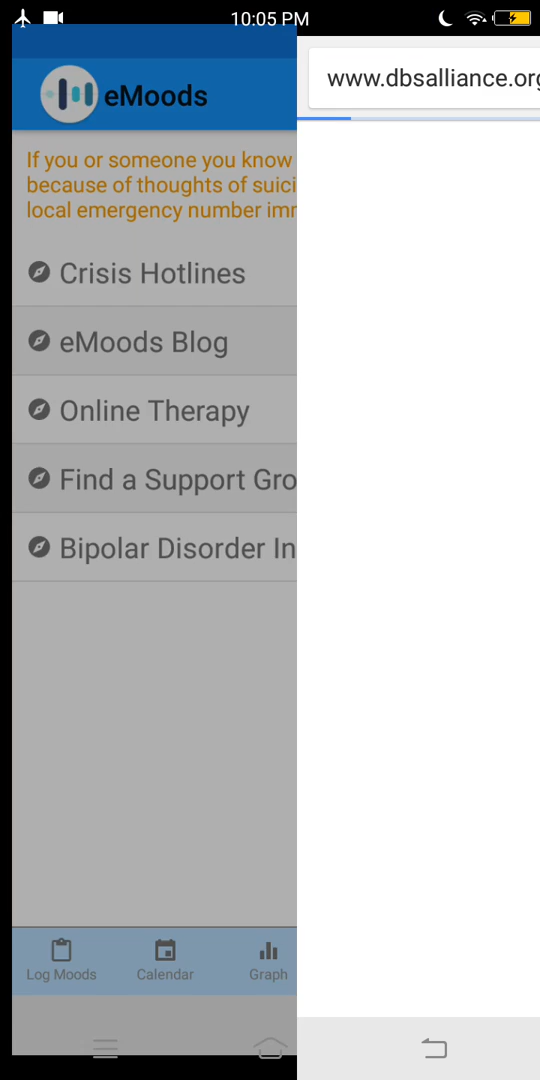 10:05 PM
eMoods
www.dbsalliance.org
If you or someone you know
because of thoughts of suici
local emergency number imr
Crisis Hotlines
eMoods Blog
Online Therapy
Find a Support Gro
Bipolar Disorder In
Log Moods
Calendar
Graph